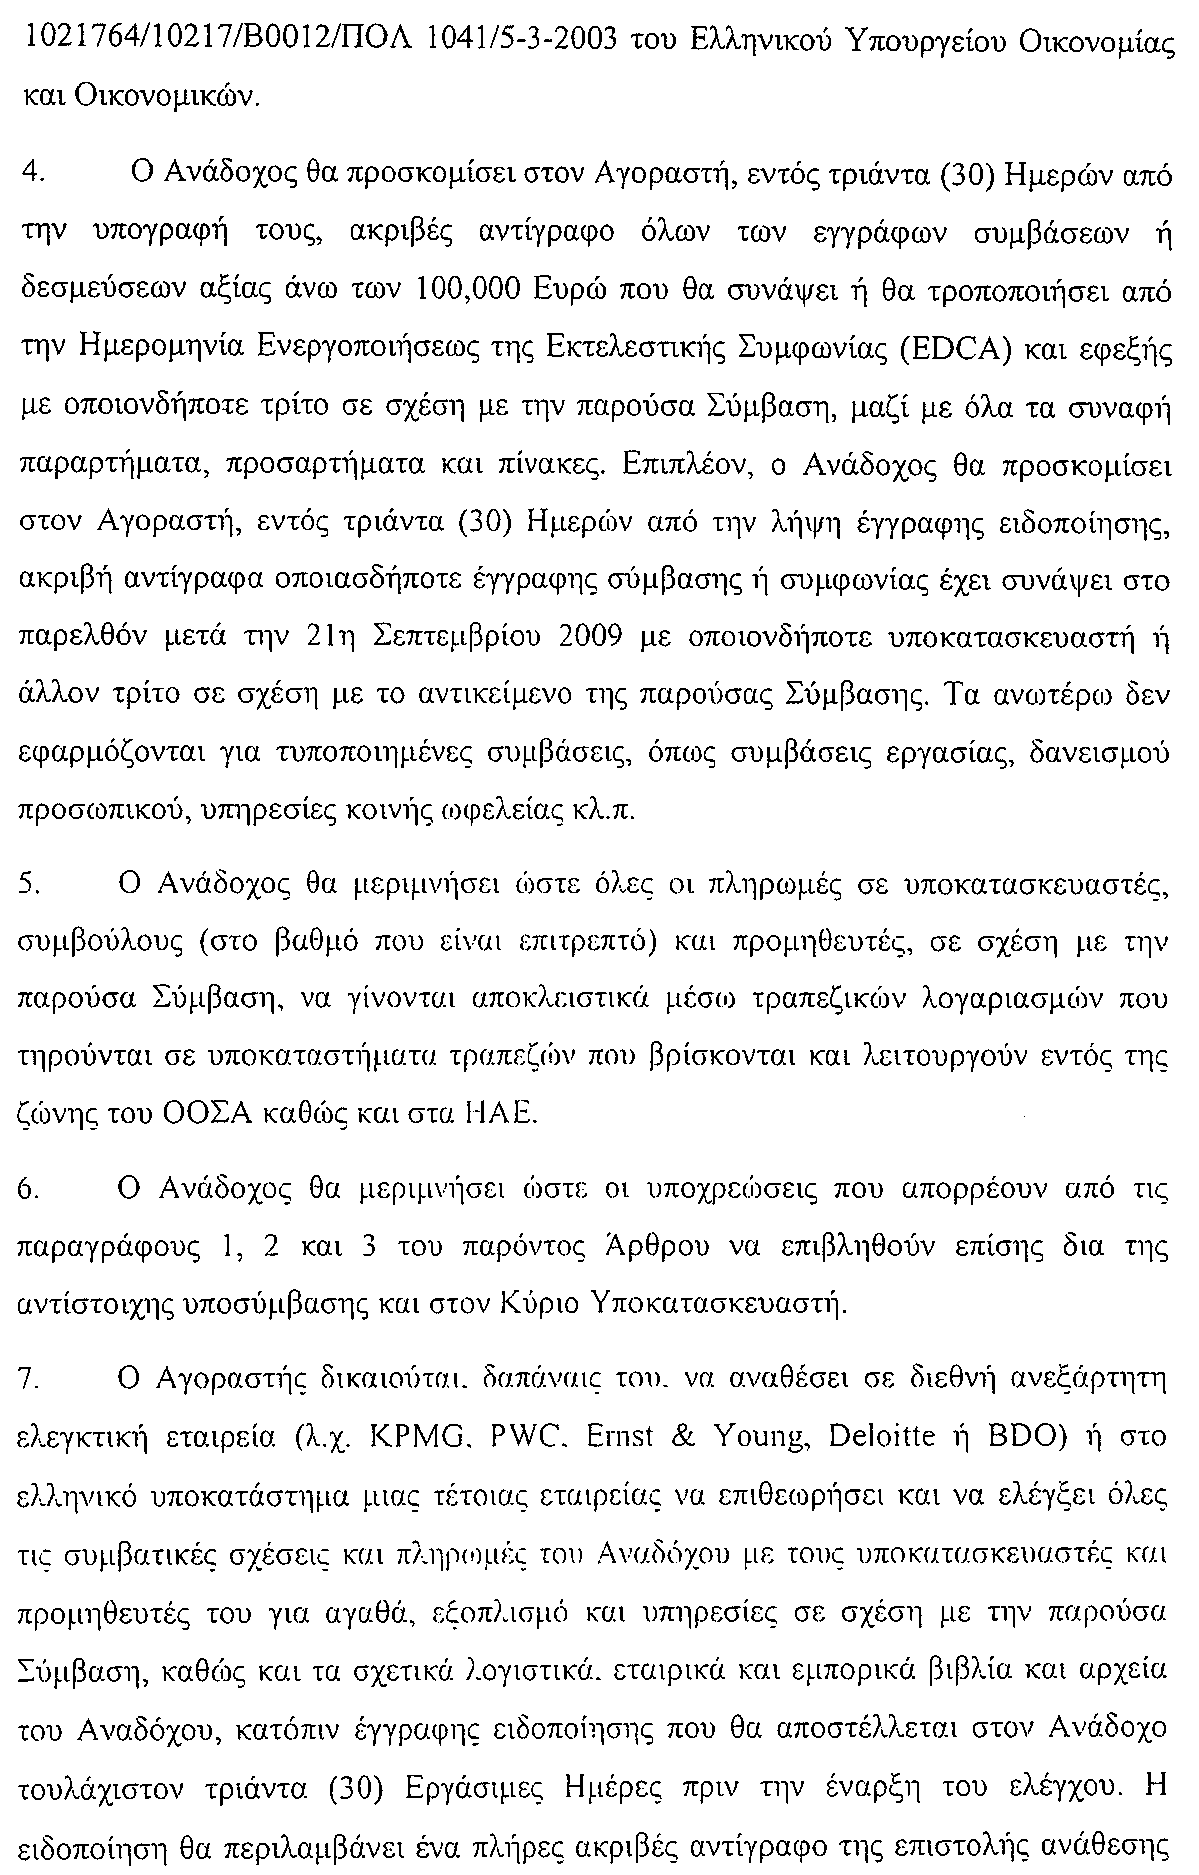 1021764/10217/Β0012/ΠΟΛ 1041/5-3-2003 του Ελληνικού Υπουργείου Οικονομίας
και Οικονομικών.
4. Ο Ανάδοχος θα προσκομίσει στον Αγοραστή, εντός τριάντα (30) Ημερών από
την υπογραφή τους, ακριβές αντίγραφο όλων των εγγράφων συμβάσεων ή
δεσμεύσεων αξίας άνω των 100,000 Ευρώ που θα συνάψει ή θα τροποποιήσει από
την Ημερομηνία Ενεργοποιήσεως της Εκτελεστικής Συμφωνίας (EDCA) και εφεξής
με οποιονδήποτε τρίτο σε σχέση με την παρούσα Σύμβαση, μαζί με όλα τα συναφή
παραρτήματα, προσαρτήματα και πίνακες. Επιπλέον, ο Ανάδοχος θα προσκομίσει
στον Αγοραστή, εντός τριάντα (30) Ημερών από την λήψη έγγραφης ειδοποίησης,
ακριβή αντίγραφα οποιασδήποτε έγγραφης σύμβασης ή συμφωνίας έχει συνάψει στο
παρελθόν μετά την 21η Σεπτεμβρίου 2009 με οποιονδήποτε υποκατασκευαστή ή
άλλον τρίτο σε σχέση με το αντικείμενο της παρούσας Σύμβασης. Τα ανωτέρω δεν
εφαρμόζονται για τυποποιημένες συμβάσεις, όπως συμβάσεις εργασίας, δανεισμού
προσωπικού, υπηρεσίες κοινής ωφελείας κλ.π.
5. Ο Ανάδοχος θα μεριμνήσει ώστε όλες οι πληρωμές σε υποκατασκευαστές,
συμβούλους (στο βαθμό που είναι επιτρεπτό) και προμηθευτές, σε σχέση με την
παρούσα Σύμβαση, να γίνονται αποκλειστικά μέσω τραπεζικών λογαριασμών που
τηρούνται σε υποκαταστήματα τραπεζών που βρίσκονται και λειτουργούν εντός της
ζώνης του ΟΟΣΑ καθώς και στα ΗΑΕ.
6. Ο Ανάδοχος θα μεριμνήσει ώστε οι υποχρεώσεις που απορρέουν από τις
παραγράφους 1, 2 και 3 του παρόντος Άρθρου να επιβληθούν επίσης δια της
αντίστοιχης υποσύμβασης και στον Κύριο Υποκατασκευαστή.
7. Ο Αγοραστής δικαιούται, δαπάναις του, να αναθέσει σε διεθνή ανεξάρτητη
ελεγκτική εταιρεία (λ.χ. KPMG, PWC, Ernst & Young, Deloitte ή BDO) ή στο
ελληνικό υποκατάστημα μιας τέτοιας εταιρείας να επιθεωρήσει και να ελέγξει όλες
τις συμβατικές σχέσεις και πληρωμές του Αναδόχου με τους υποκατασκευαστές και
προμηθευτές του για αγαθά, εξοπλισμό και υπηρεσίες σε σχέση με την παρούσα
Σύμβαση, καθώς και τα σχετικά λογιστικά, εταιρικά και εμπορικά βιβλία και αρχεία
του Αναδόχου, κατόπιν έγγραφης ειδοποίησης που θα αποστέλλεται στον Ανάδοχο
τουλάχιστον τριάντα (30) Εργάσιμες Ημέρες πριν την έναρξη του ελέγχου. Η
ειδοποίηση θα περιλαμβάνει ένα πλήρες ακριβές αντίγραφο της επιστολής ανάθεσης